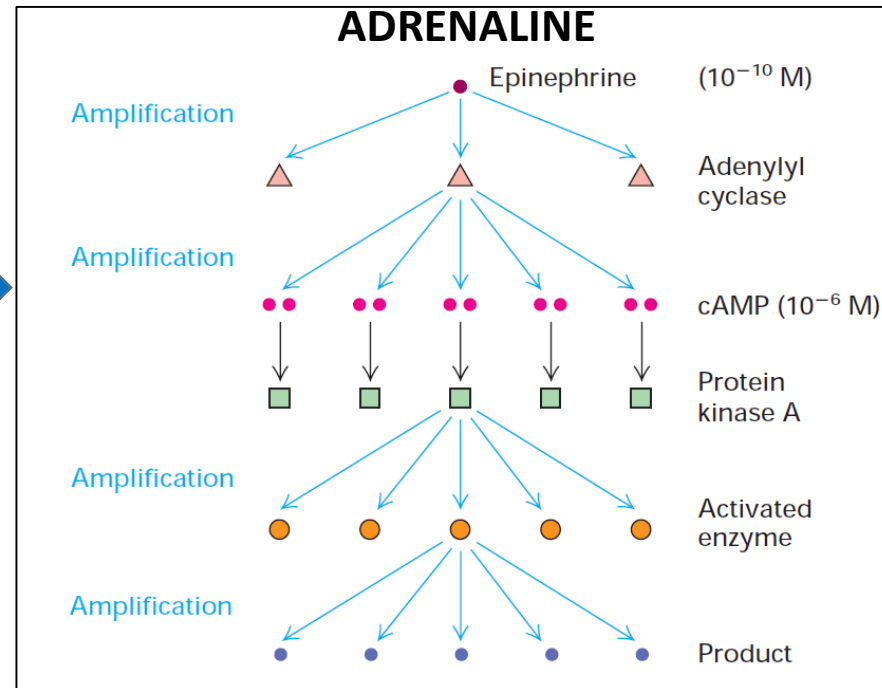 ADRENALINE
Epinephrine (10⁻¹⁰ M)
Amplification
Adenylyl
cyclase
Amplification
cAMP (10⁻⁶ M)
Protein
kinase A
Amplification
Activated
enzyme
Amplification
Product